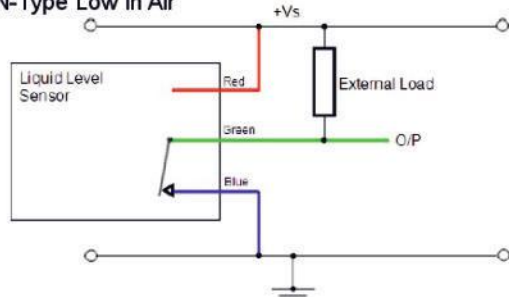 N-Type Low in Air
+Vs
Liquid Level
Sensor
Red
External Load
Green
O/P
Blue